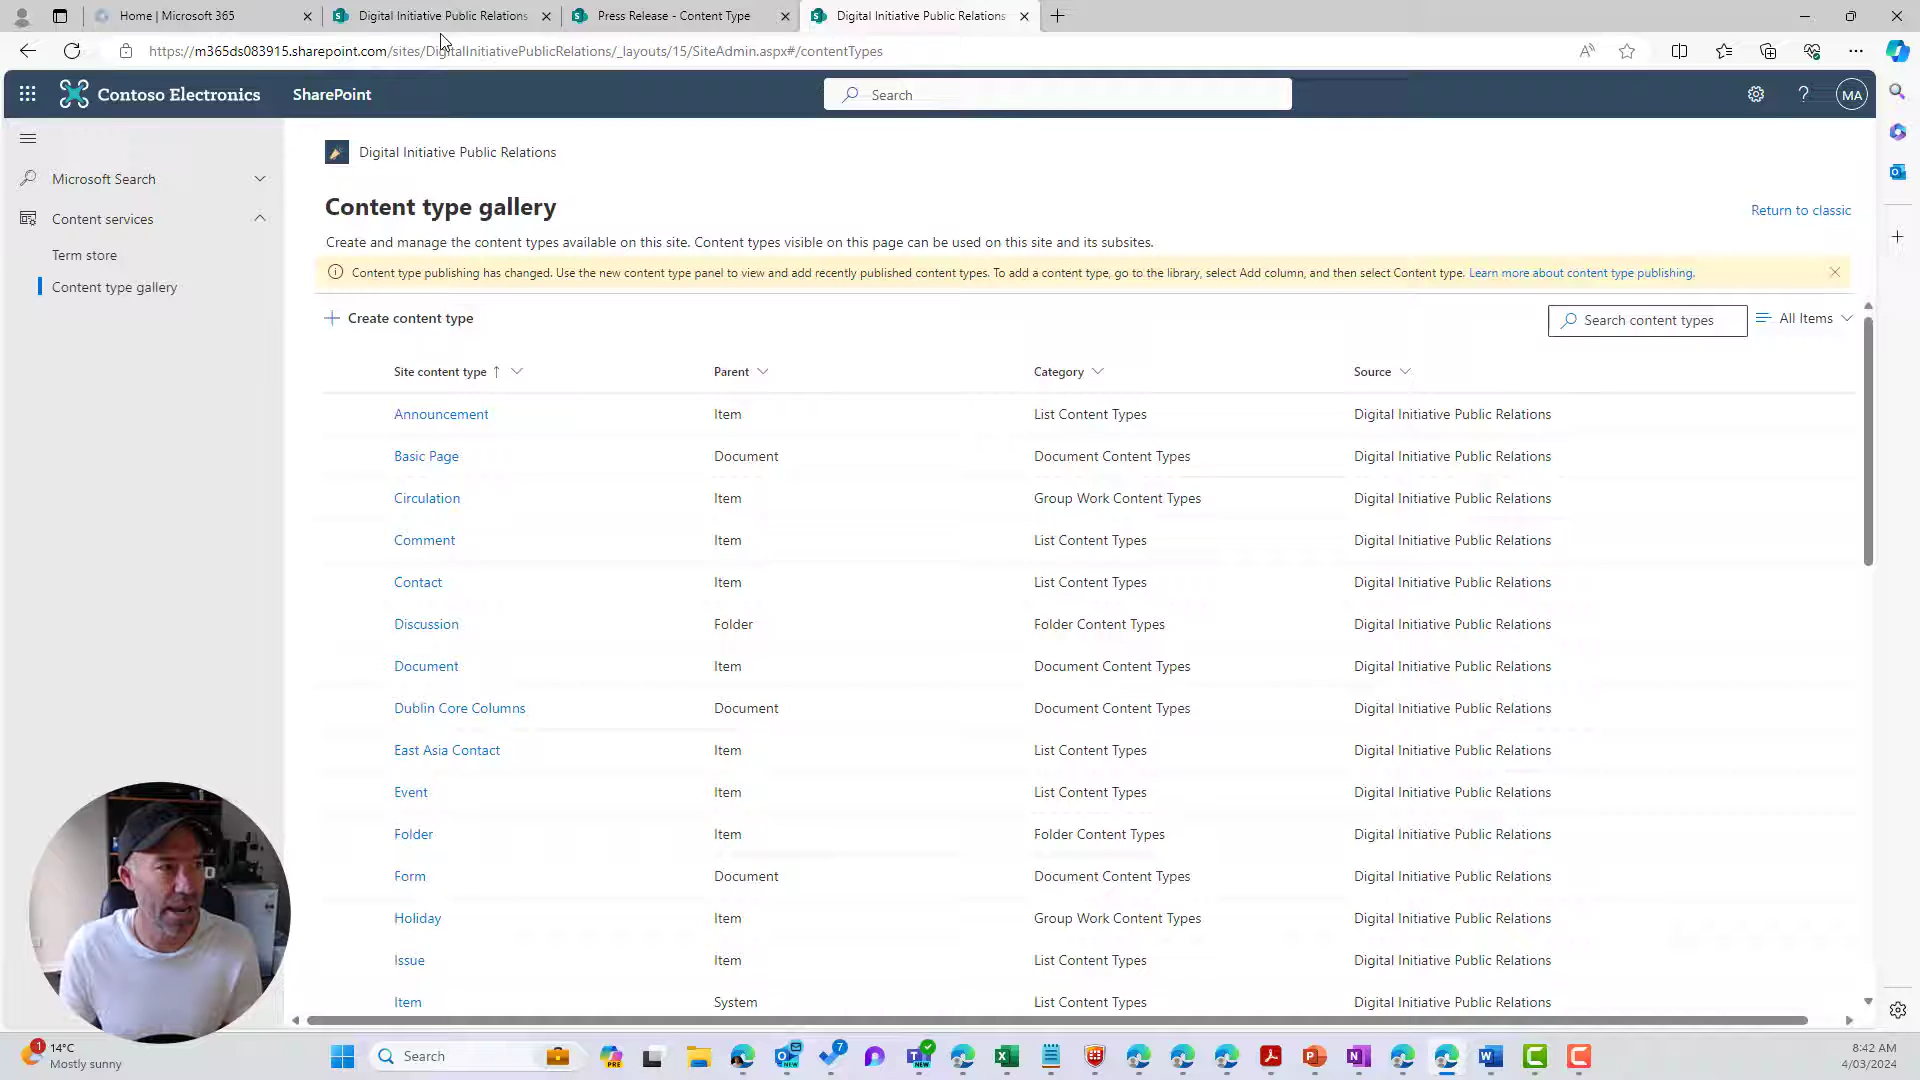 Home | Microsoft 365
Digital Initiative Public Relations
Press Release - Content Type
Digital Initiative Public Relations
https://m365ds083915.sharepoint.com/sites/DigitalInitiativePublicRelations/_layouts/15/SiteAdmin.aspx#/contentTypes
Contoso Electronics
SharePoint
Search
MA
Microsoft Search
Content services
Term store
Content type gallery
Digital Initiative Public Relations
Content type gallery
Return to classic
Create and manage the content types available on this site. Content types visible on this page can be used on this site and its subsites.
Content type publishing has changed. Use the new content type panel to view and add recently published content types. To add a content type, go to the library, select Add column, and then select Content type. Learn more about content type publishing.
Create content type
Search content types
All Items
Site content type Parent Category Source
Announcement Item List Content Types Digital Initiative Public Relations
Basic Page Document Document Content Types Digital Initiative Public Relations
Circulation Item Group Work Content Types Digital Initiative Public Relations
Comment Item List Content Types Digital Initiative Public Relations
Contact Item List Content Types Digital Initiative Public Relations
Discussion Folder Folder Content Types Digital Initiative Public Relations
Document Item Document Content Types Digital Initiative Public Relations
Dublin Core Columns Document Document Content Types Digital Initiative Public Relations
East Asia Contact Item List Content Types Digital Initiative Public Relations
Event Item List Content Types Digital Initiative Public Relations
Folder Item Folder Content Types Digital Initiative Public Relations
Form Document Document Content Types Digital Initiative Public Relations
Holiday Item Group Work Content Types Digital Initiative Public Relations
Issue Item List Content Types Digital Initiative Public Relations
Item System List Content Types Digital Initiative Public Relations
1
14°C
Mostly sunny
Search
PRE
NEW
7
NEW
8:42 AM
4/03/2024